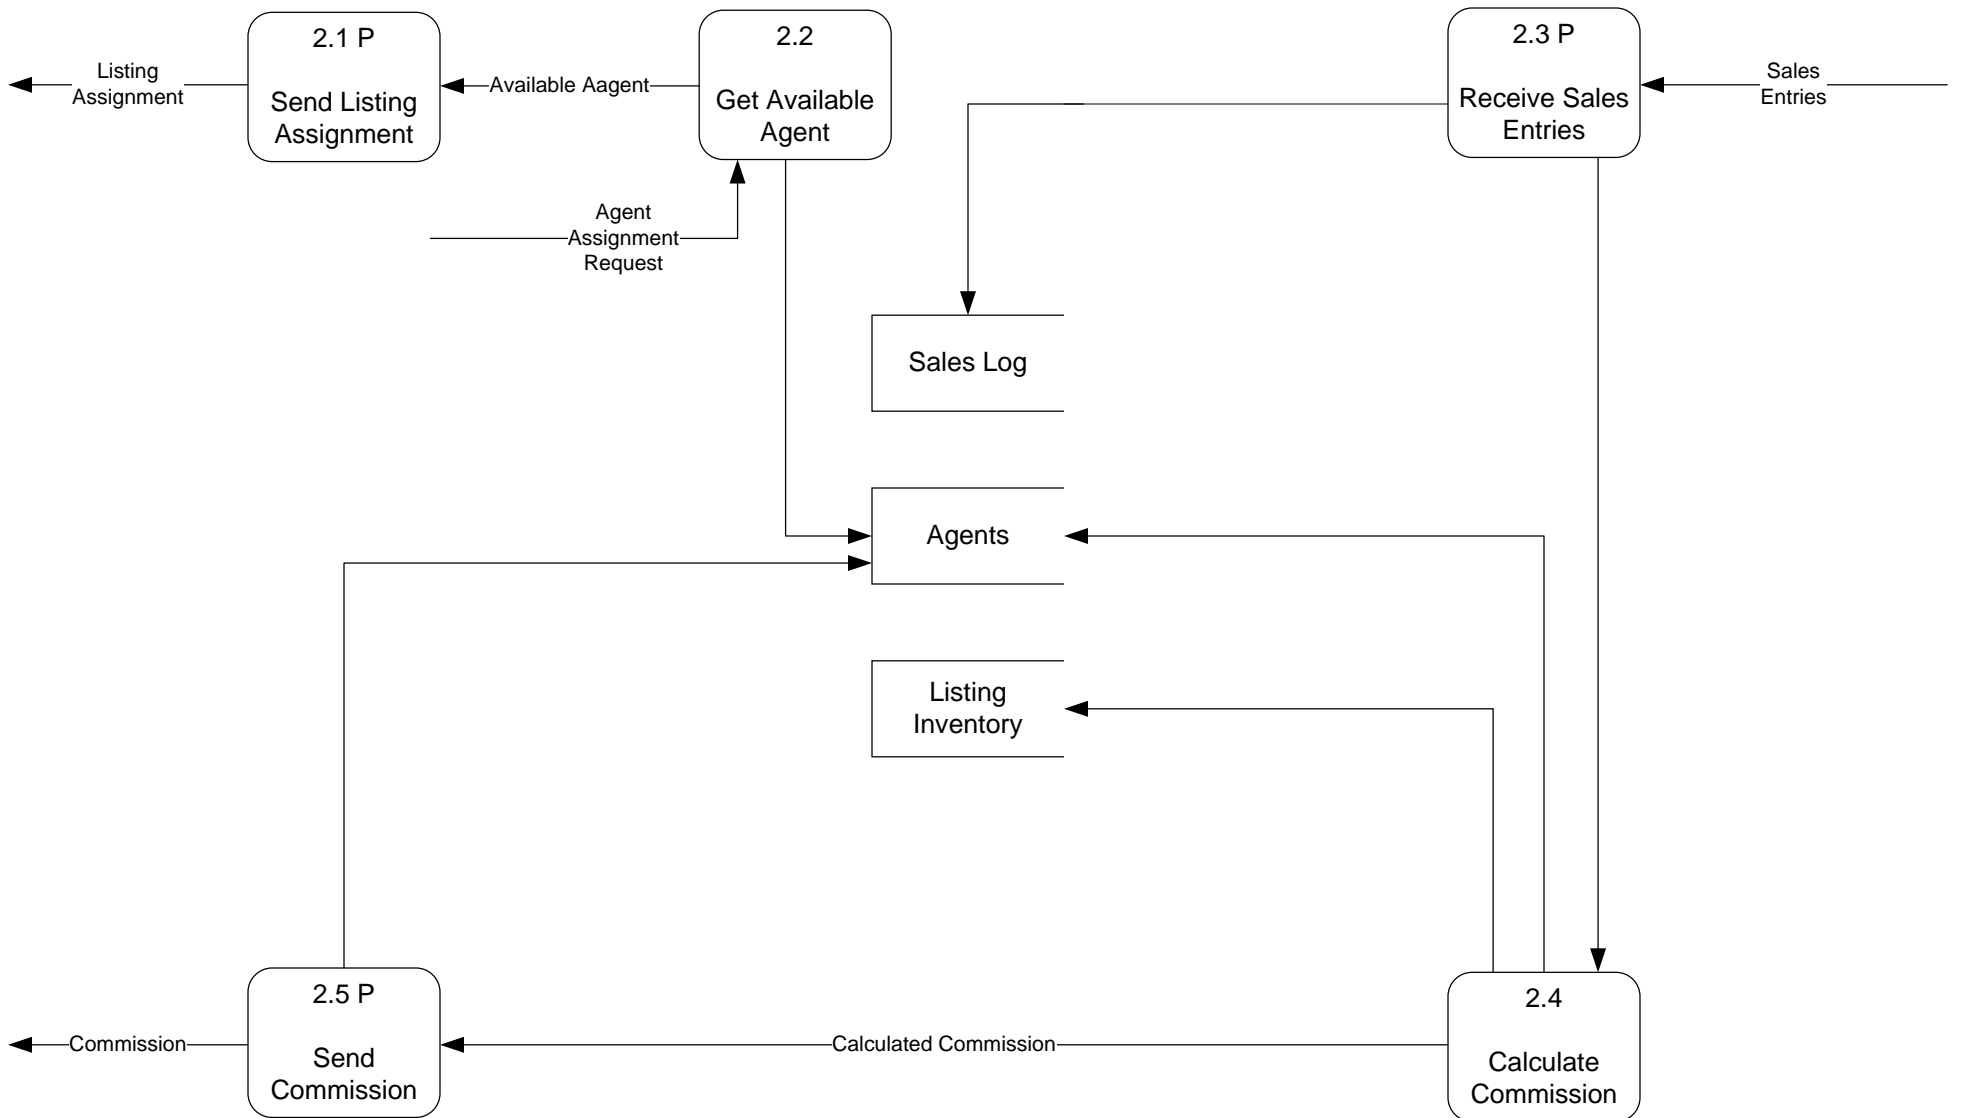 2.1 P
Send Listing
Assignment
2.2
Get Available
Agent
2.3 P
Receive Sales
Entries
Listing
Assignment
Available Aagent
Sales
Entries
Agent
Assignment
Request
Sales Log
Agents
Listing
Inventory
2.5 P
Send
Commission
2.4
Calculate
Commission
Commission
Calculated Commission